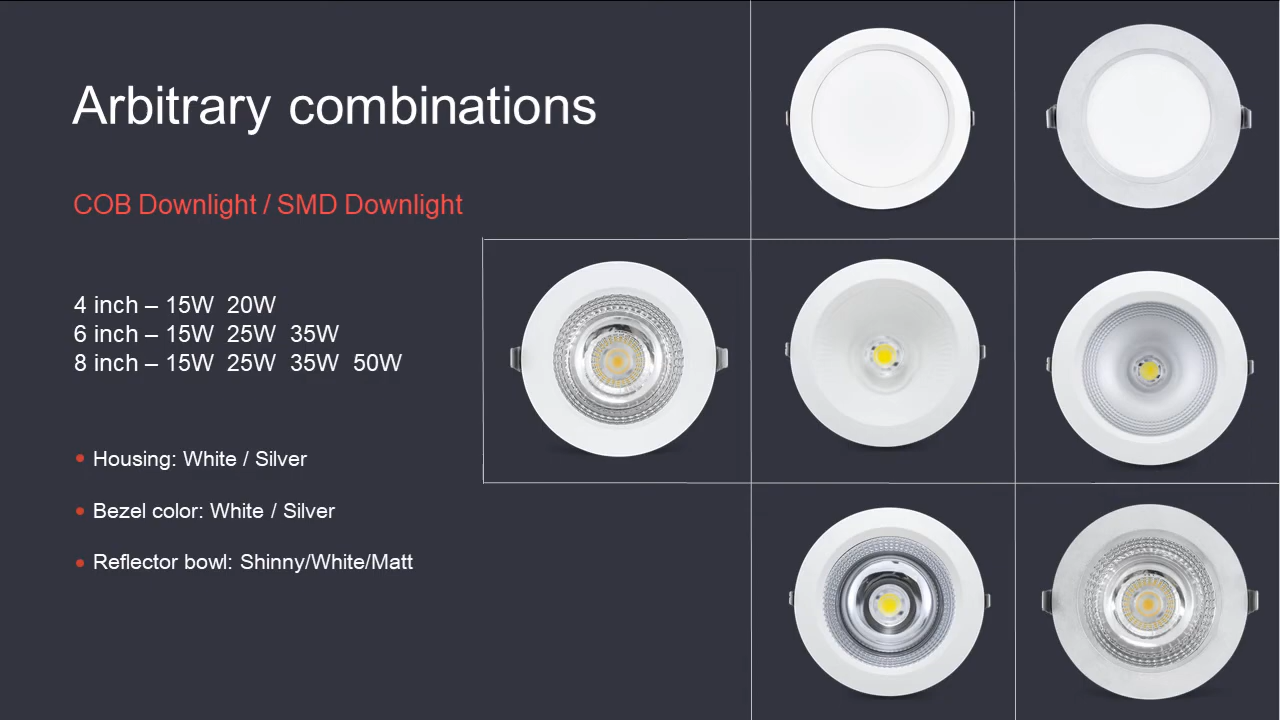 Arbitrary combinations
COB Downlight / SMD Downlight
4 inch – 15W 20W
6 inch – 15W 25W 35W
8 inch – 15W 25W 35W 50W
Housing: White / Silver
Bezel color: White / Silver
Reflector bowl: Shinny/White/Matt